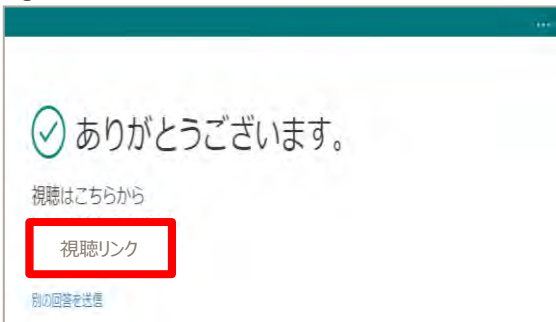 ありがとうございます。
視聴はこちらから
視聴リンク
別の回答を送信